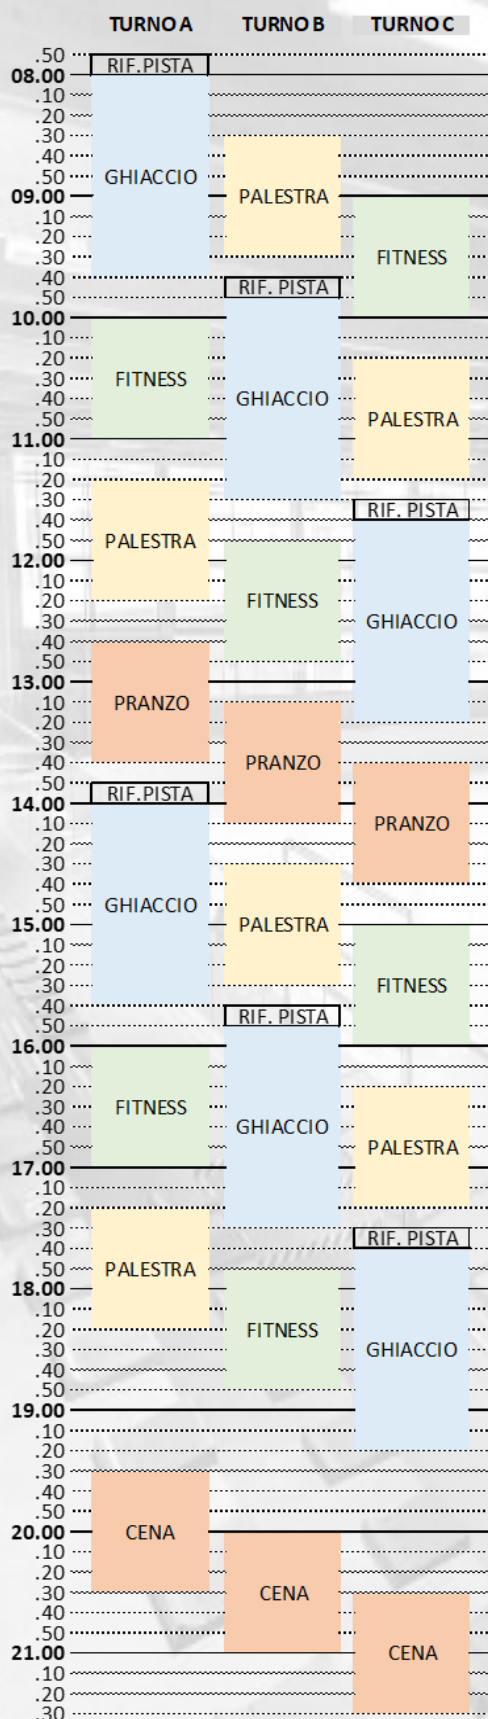 TURNO A TURNO B TURNO C
.50 RIF.PISTA
08.00
.10
.20
.30
.40
.50 GHIACCIO
09.00 PALESTRA
.10
.20
.30 FITNESS
.40
.50 RIF. PISTA
10.00
.10
.20
.30 FITNESS
.40 GHIACCIO
.50 PALESTRA
11.00
.10
.20
.30 RIF. PISTA
.40
.50 PALESTRA
12.00
.10
.20 FITNESS
.30 GHIACCIO
.40
.50
13.00
.10 PRANZO
.20
.30
.40 PRANZO
.50 RIF.PISTA
14.00
.10 PRANZO
.20
.30
.40
.50 GHIACCIO
15.00 PALESTRA
.10
.20
.30 FITNESS
.40
.50 RIF. PISTA
16.00
.10
.20
.30 FITNESS
.40 GHIACCIO
.50 PALESTRA
17.00
.10
.20
.30 RIF. PISTA
.40
.50 PALESTRA
18.00
.10
.20 FITNESS
.30 GHIACCIO
.40
.50
19.00
.10
.20
.30
.40
.50
20.00 CENA
.10
.20
.30 CENA
.40
.50
21.00 CENA
.10
.20
.30